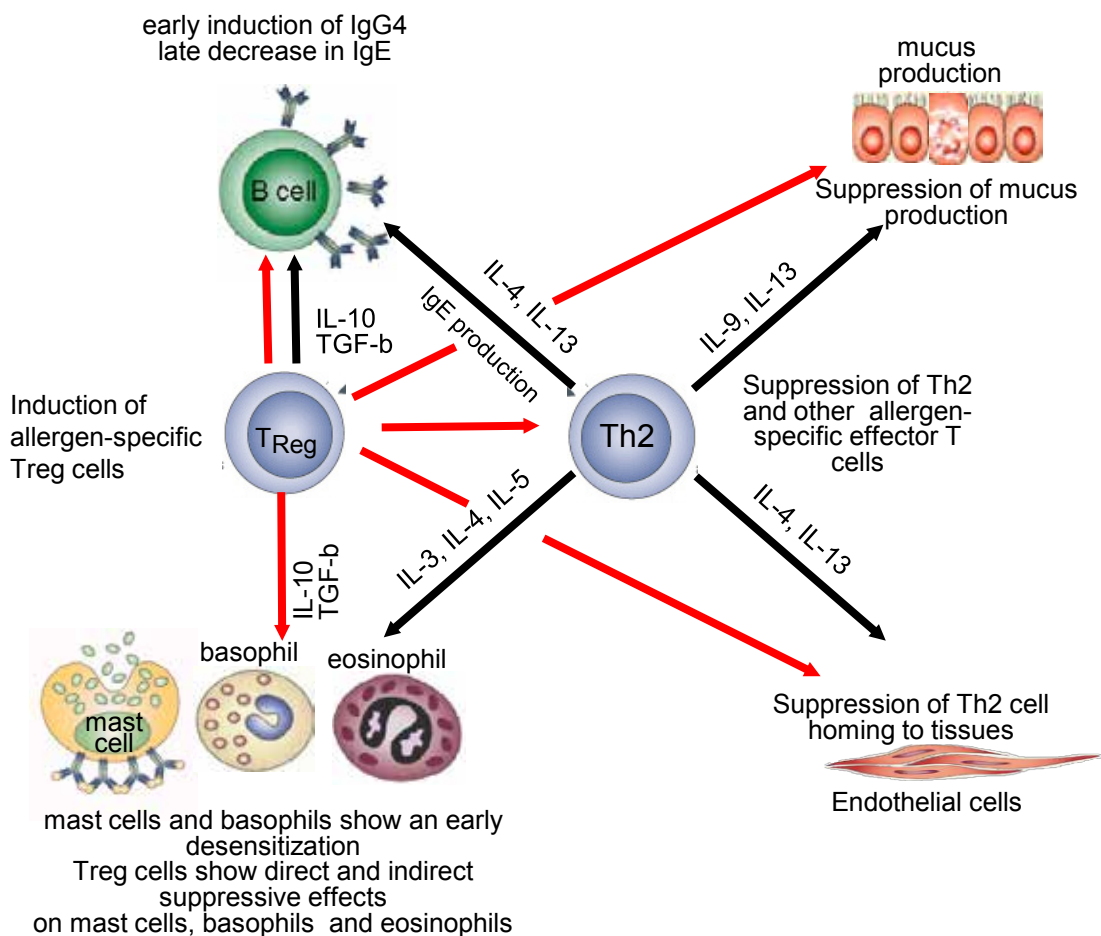 early induction of IgG4
late decrease in IgE
B cell
mucus
production
Suppression of mucus
production
IL-4, IL-13
IgE production
IL-9, IL-13
IL-10
TGF-b
Induction of
allergen-specific
Treg cells
TReg
Th2
Suppression of Th2
and other allergen-
specific effector T
cells
IL-10
TGF-b
IL-3, IL-4, IL-5
IL-4, IL-13
mast
cell
basophil
eosinophil
Suppression of Th2 cell
homing to tissues
Endothelial cells
mast cells and basophils show an early
desensitization
Treg cells show direct and indirect
suppressive effects
on mast cells, basophils and eosinophils